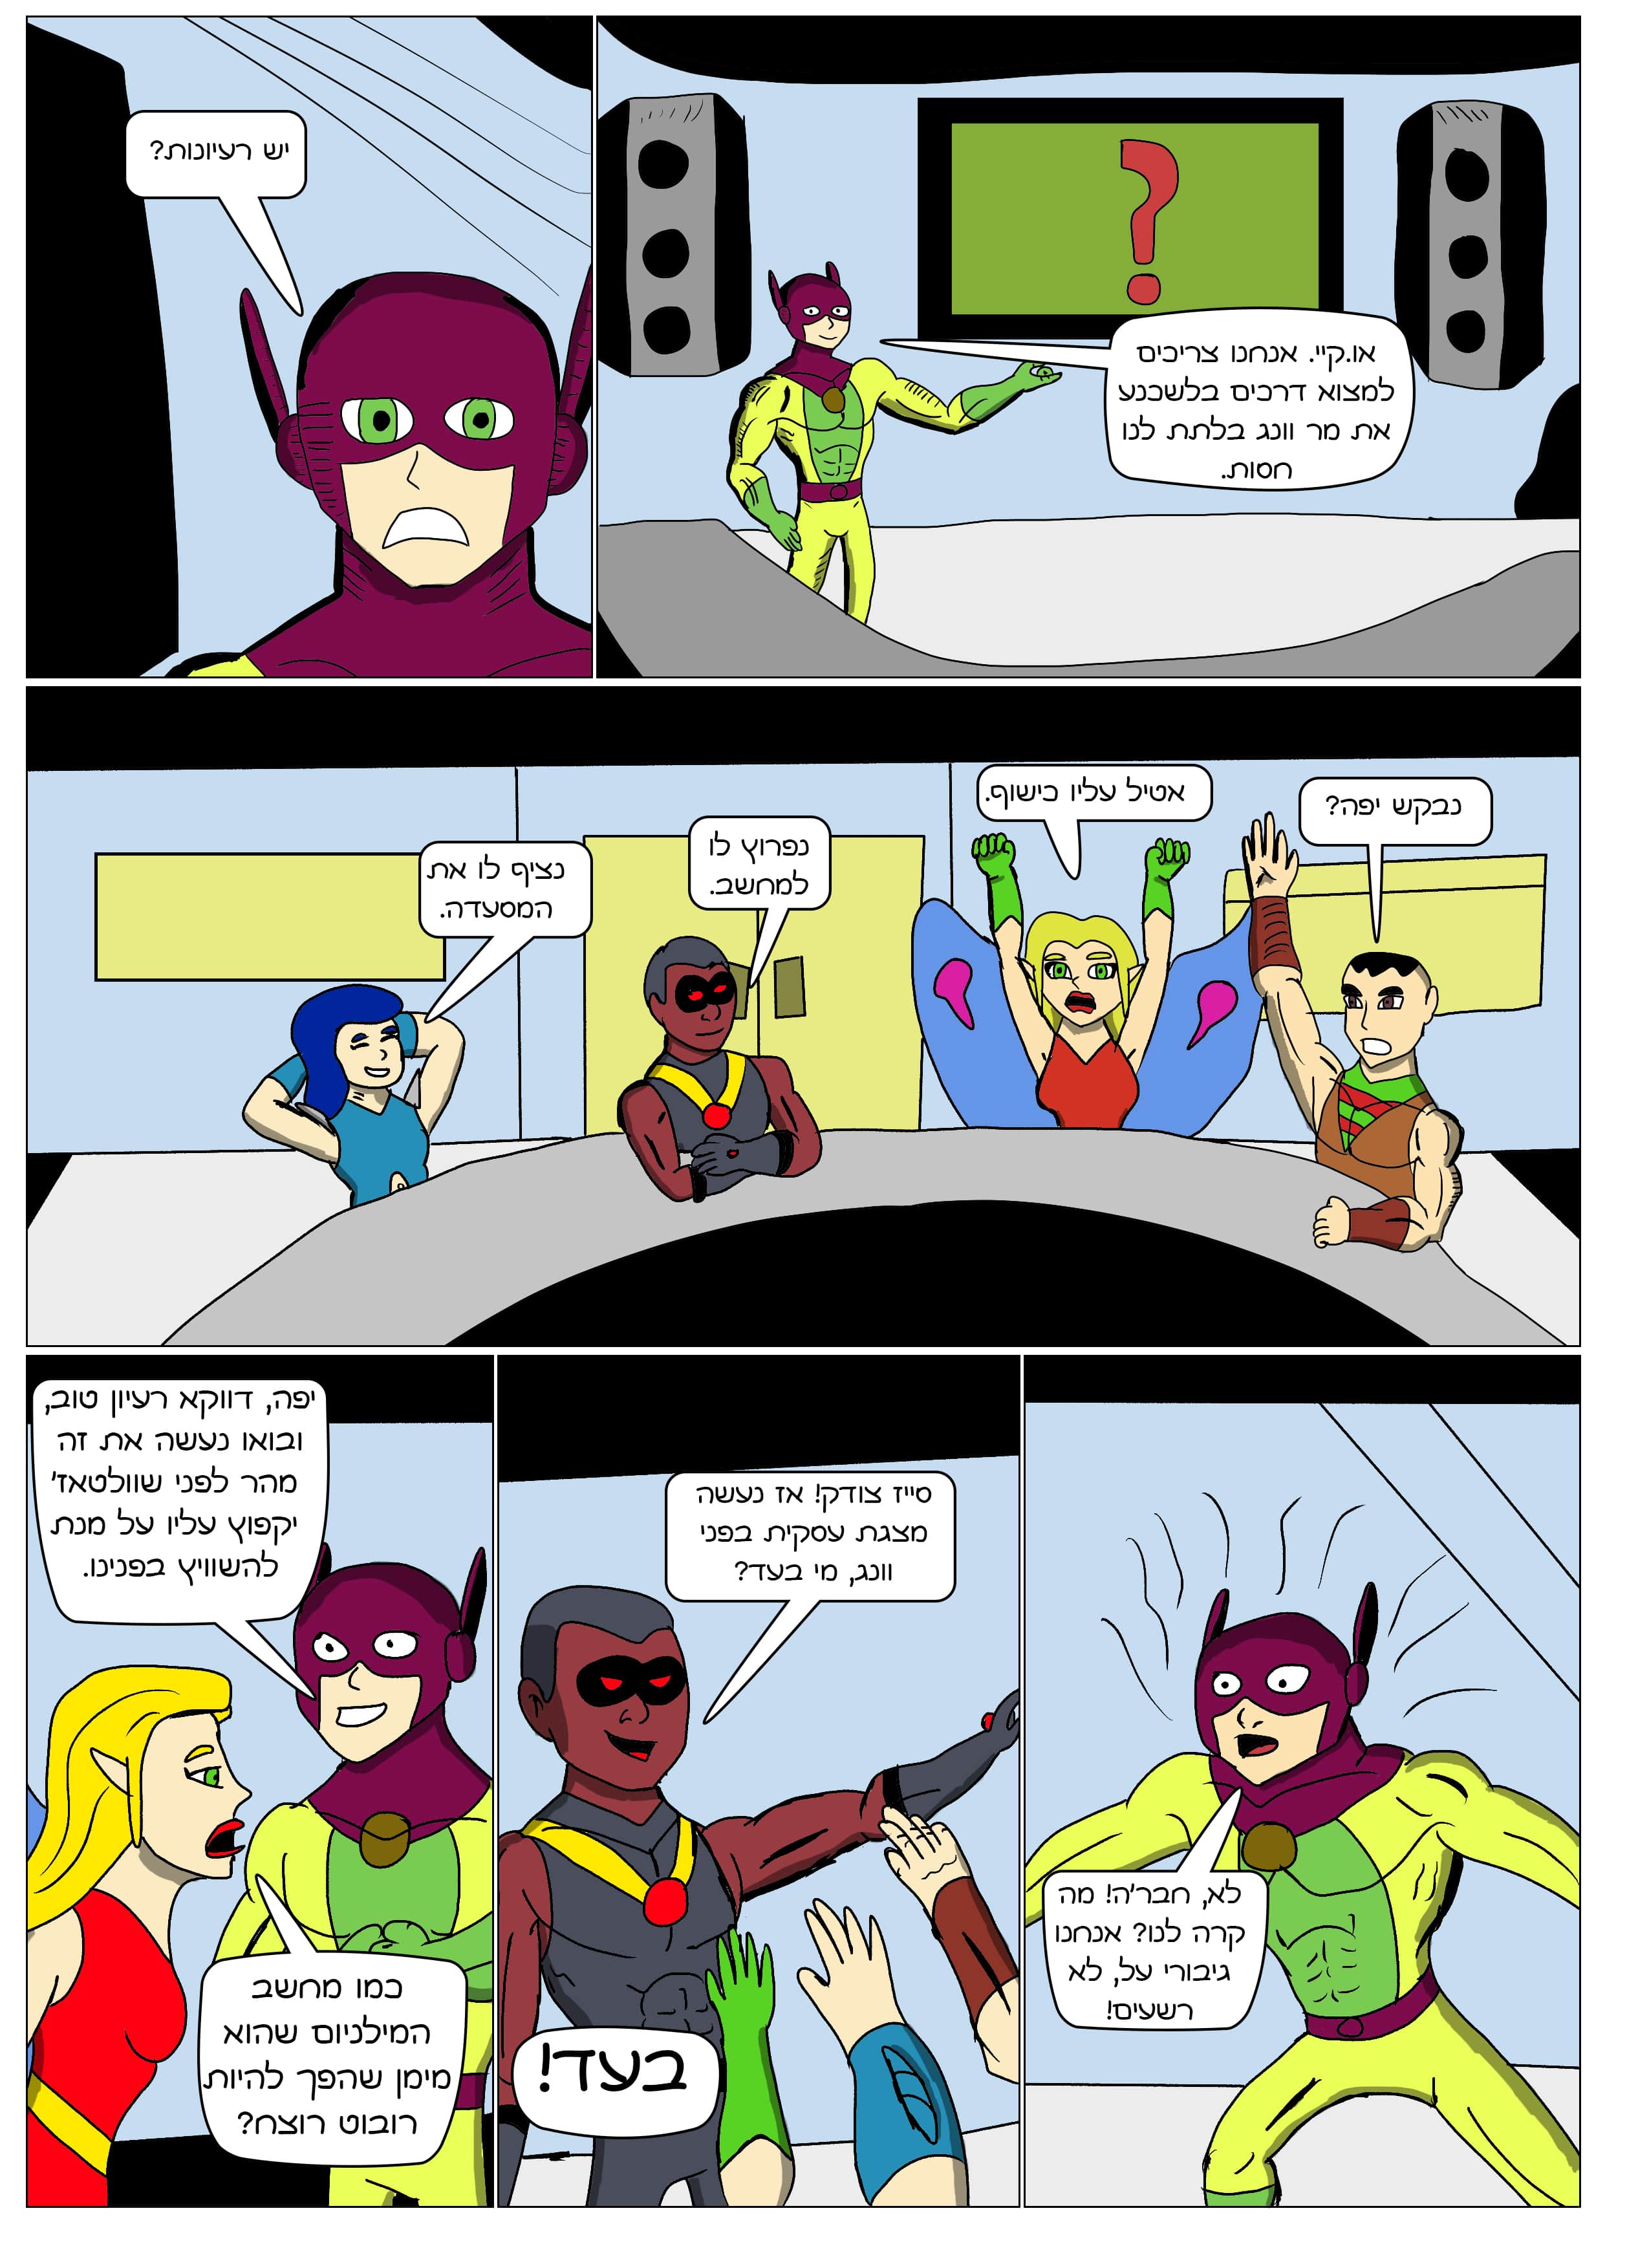 או.קיי. אנחנו צריכים
למצוא דרכים בלשכנע
את מר וונג בלתת לנו
חסות.
יש רעיונות?
נבקש יפה?
אטיל עליו כישוף.
נפרוץ לו
למחשב.
נציף לו את
המסעדה.
לא, חבר'ה! מה
קרה לנו? אנחנו
גיבורי על, לא
רשעים!
סייז צודק! אז נעשה
מצגת עסקית בפני
וונג, מי בעד?
בעד!
יפה, דווקא רעיון טוב,
ובואו נעשה את זה
מהר לפני שוולטאז'
יקפוץ עליו על מנת
להשוויץ בפנינו.
כמו מחשב
המילניום שהוא
מימן שהפך להיות
רובוט רוצח?